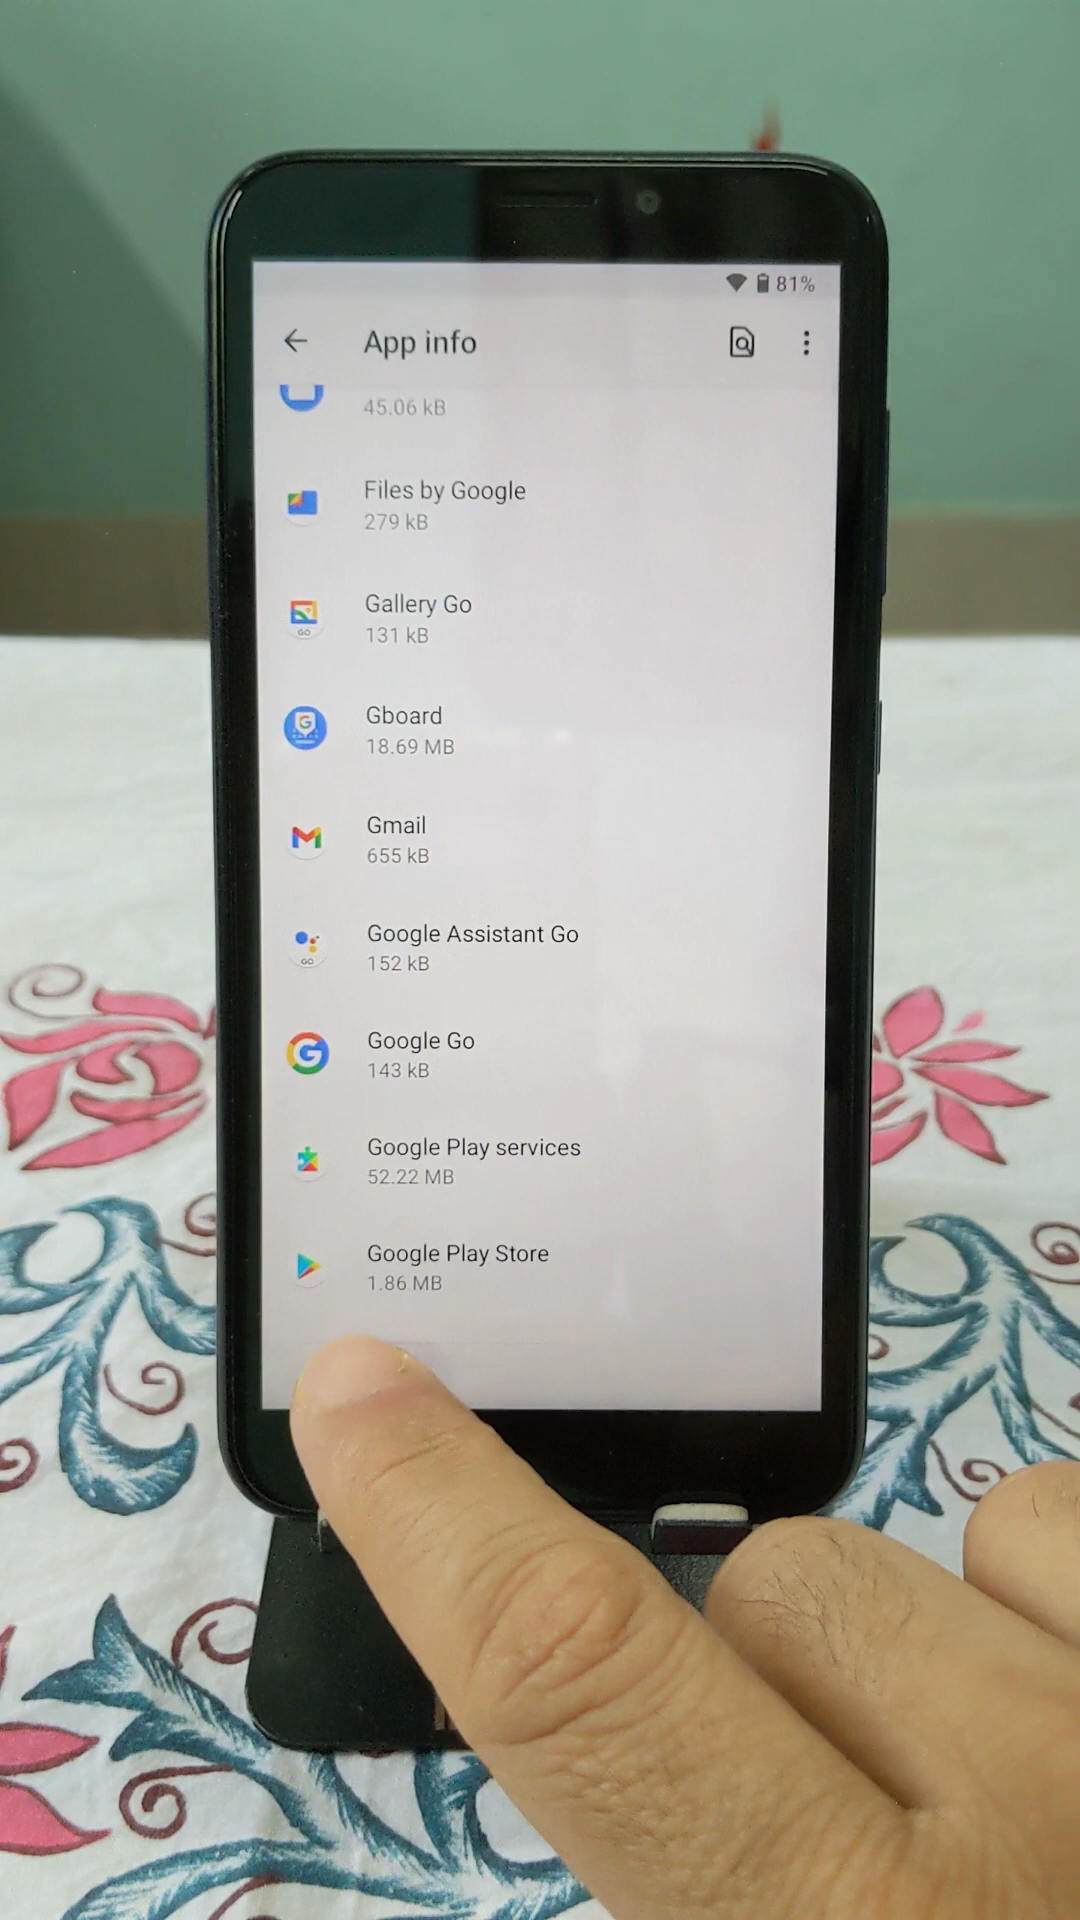 81%
App info
45.06 kB
Files by Google
279 kB
Gallery Go
GO
131 kB
Gboard
18.69 MB
Gmail
655 kB
Google Assistant Go
GO
152 kB
Google Go
143 kB
Google Play services
52.22 MB
Google Play Store
1.86 MB